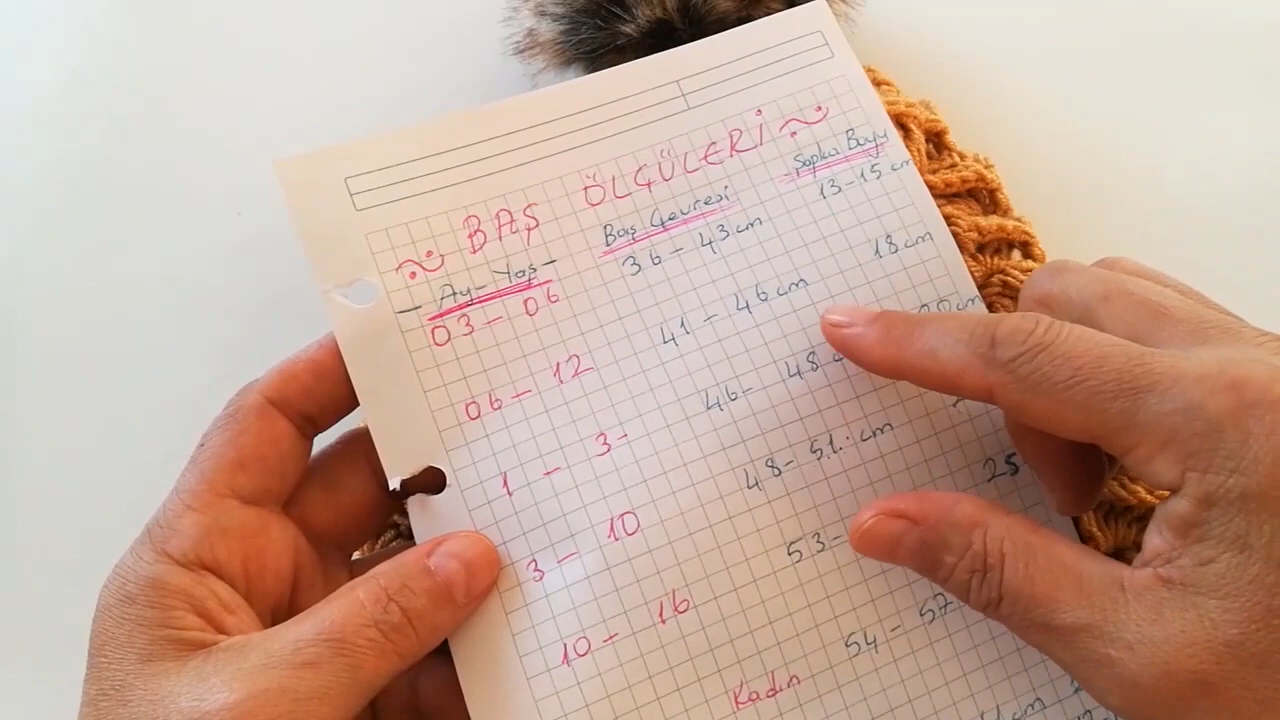 ~ BAŞ ÖLÇÜLERİ ~
- Ay - Yaş - Baş Çevresi Şapka Boyu
03 - 06 36 - 43 cm 13-15 cm
06 - 12 41 - 46 cm 18 cm
1 - 3- 46- 48
3 - 10 48 - 51. cm
10 - 16 53- 25
Kadın 54 - 57
cm